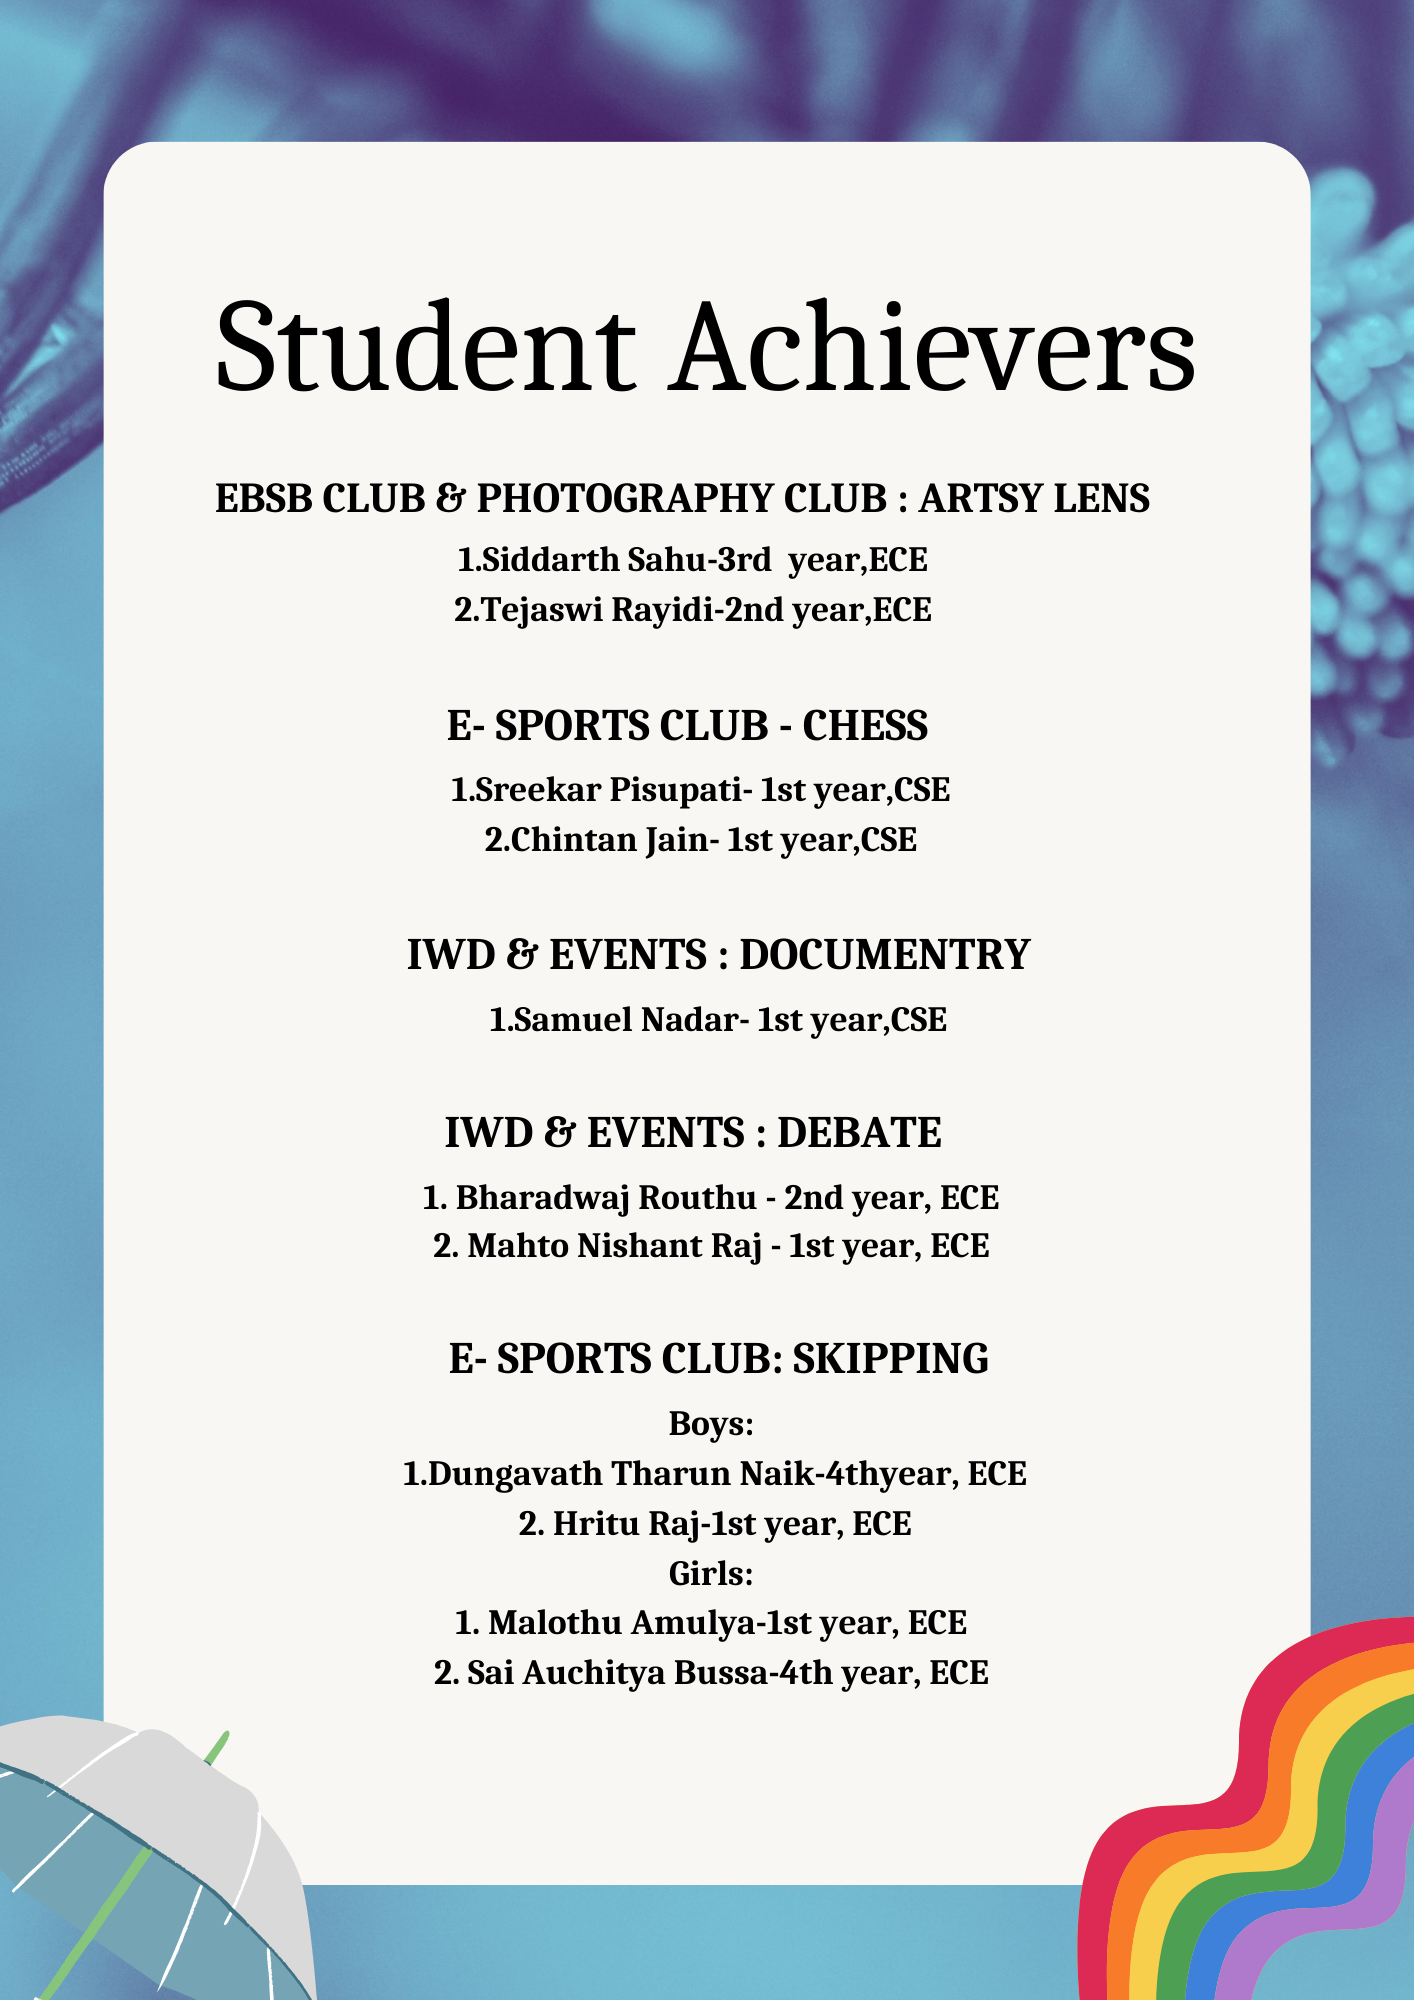 Student Achievers
EBSB CLUB & PHOTOGRAPHY CLUB : ARTSY LENS
1.Siddarth Sahu-3rd  year,ECE
2.Tejaswi Rayidi-2nd year,ECE
E- SPORTS CLUB - CHESS
1.Sreekar Pisupati- 1st year,CSE
2.Chintan Jain- 1st year,CSE
IWD & EVENTS : DOCUMENTRY
1.Samuel Nadar- 1st year,CSE
IWD & EVENTS : DEBATE
1. Bharadwaj Routhu - 2nd year, ECE
2. Mahto Nishant Raj - 1st year, ECE
E- SPORTS CLUB: SKIPPING
Boys:
1.Dungavath Tharun Naik-4thyear, ECE
2. Hritu Raj-1st year, ECE
Girls:
1. Malothu Amulya-1st year, ECE
2. Sai Auchitya Bussa-4th year, ECE